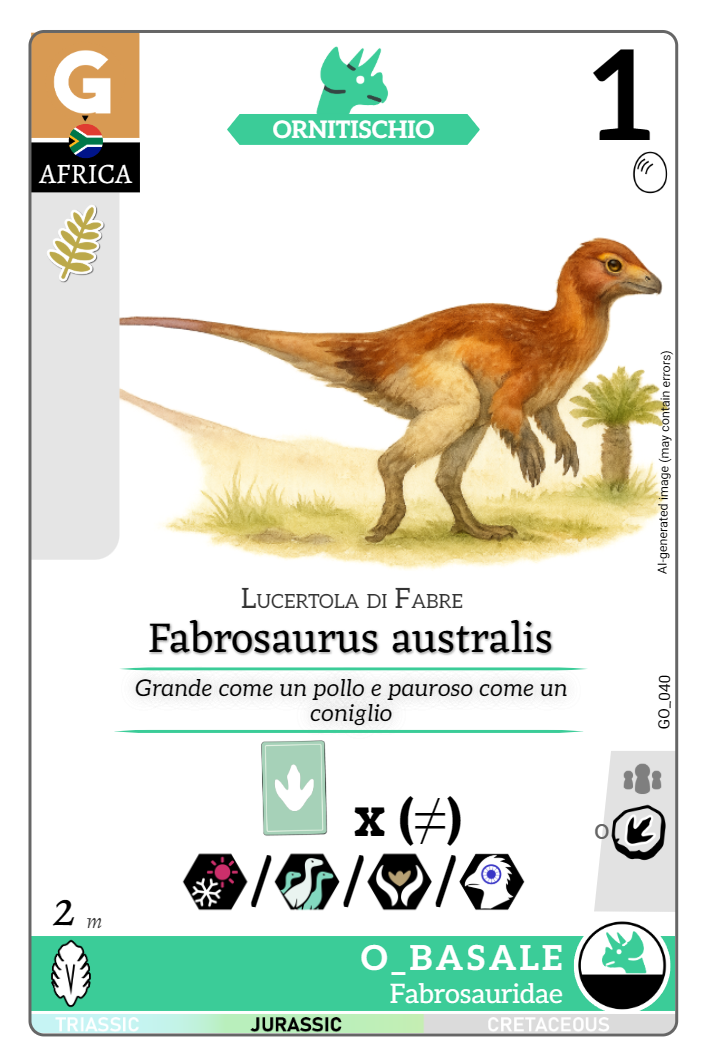 G
ORNITISCHIO
1
AFRICA
AI-generated image (may contain errors)
LUCERTOLA DI FABRE
Fabrosaurus australis
Grande come un pollo e pauroso come un
coniglio
GO_040
x (≠)
O
/ / /
2 m
O_BASALE
Fabrosauridae
TRIASSIC JURASSIC CRETACEOUS